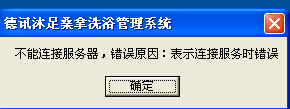 德讯沐足桑拿洗浴管理系统
不能连接服务器，错误原因：表示连接服务时错误
确定